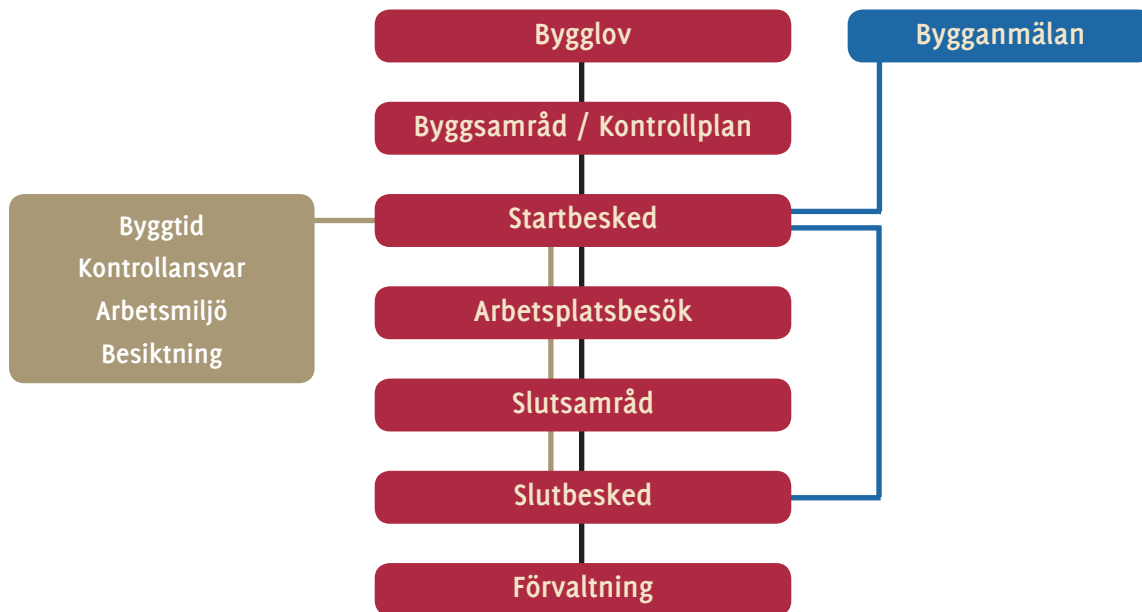 Bygglov
Bygganmälan
Byggsamråd / Kontrollplan
Startbesked
Byggtid
Kontrollansvar
Arbetsmiljö
Besiktning
Arbetsplatsbesök
Slutsamråd
Slutbesked
Förvaltning